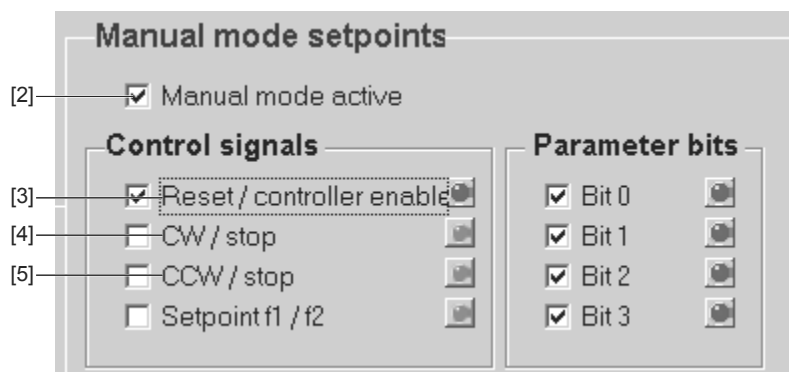 Manual mode setpoints
[2] Manual mode active
Control signals Parameter bits
[3] Reset / controller enable Bit 0
[4] CW / stop Bit 1
[5] CCW / stop Bit 2
Setpoint f1 / f2 Bit 3